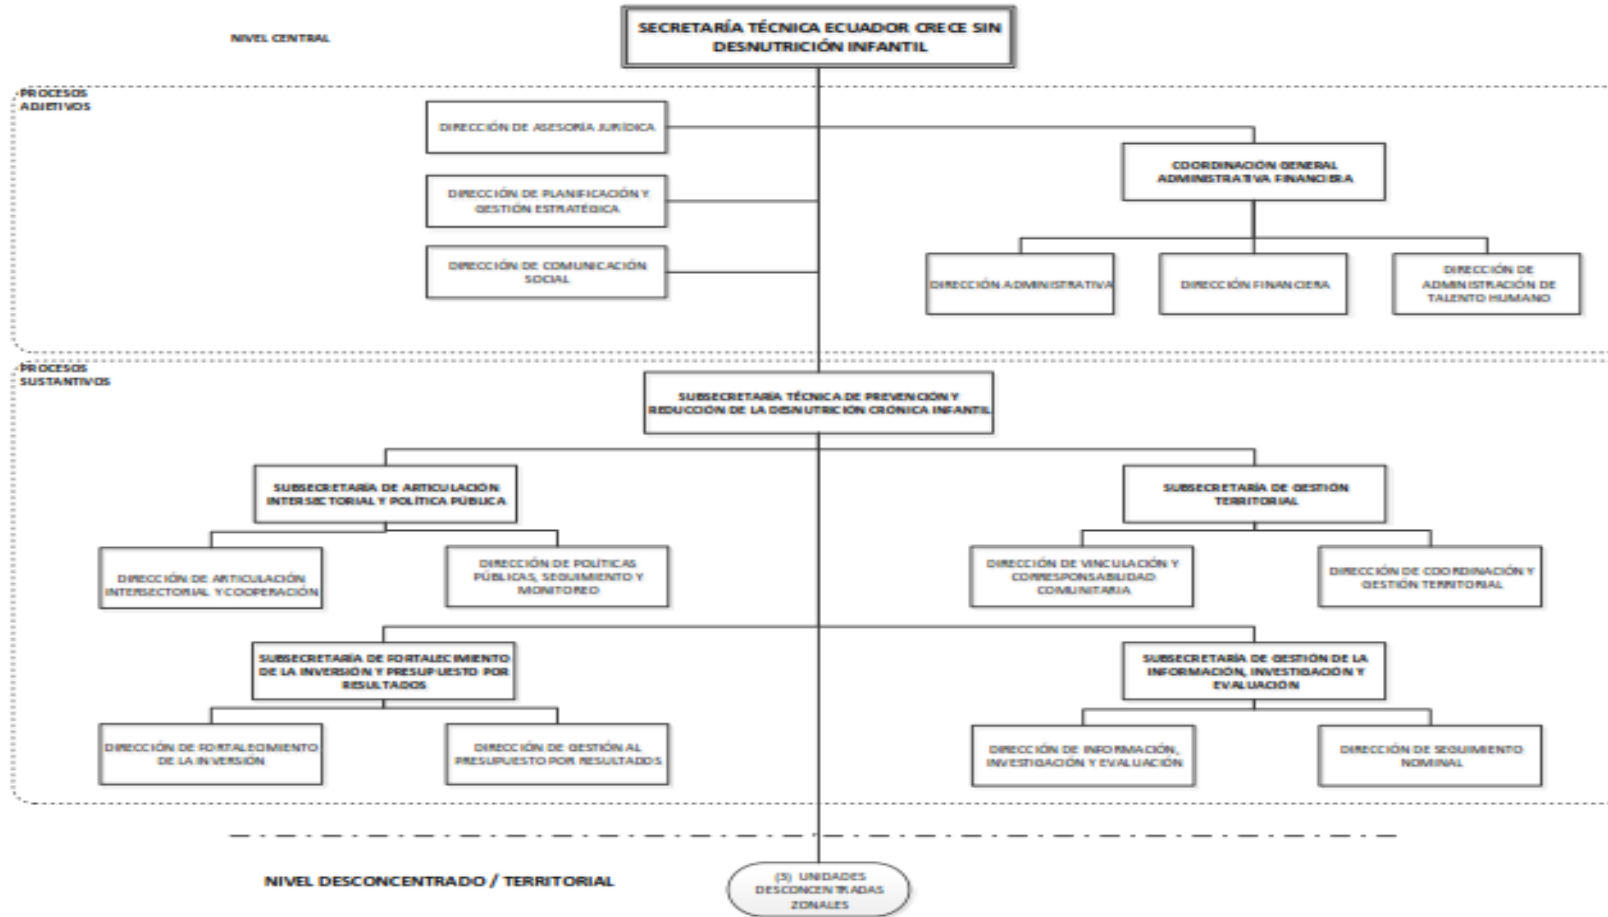 NIVEL CENTRAL
SECRETARÍA TÉCNICA ECUADOR CRECE SIN
DESNUTRICIÓN INFANTIL
PROCESOS
ADJETIVOS
DIRECCIÓN DE ASESORÍA JURÍDICA
COORDINACIÓN GENERAL
ADMINISTRATIVA FINANCIERA
DIRECCIÓN DE PLANIFICACIÓN Y
GESTIÓN ESTRATÉGICA
DIRECCIÓN DE COMUNICACIÓN
SOCIAL
DIRECCIÓN ADMINISTRATIVA
DIRECCIÓN FINANCIERA
DIRECCIÓN DE
ADMINISTRACIÓN DE
TALENTO HUMANO
PROCESOS
SUSTANTIVOS
SUBSECRETARÍA TÉCNICA DE PREVENCIÓN Y
REDUCCIÓN DE LA DESNUTRICIÓN CRÓNICA INFANTIL
SUBSECRETARÍA DE ARTICULACIÓN
INTERSECTORIAL Y POLÍTICA PÚBLICA
SUBSECRETARÍA DE GESTIÓN
TERRITORIAL
DIRECCIÓN DE ARTICULACIÓN
INTERSECTORIAL Y COOPERACIÓN
DIRECCIÓN DE POLÍTICAS
PÚBLICAS, SEGUIMIENTO Y
MONITOREO
DIRECCIÓN DE VINCULACIÓN Y
CORRESPONSABILIDAD
COMUNITARIA
DIRECCIÓN DE COORDINACIÓN Y
GESTIÓN TERRITORIAL
SUBSECRETARÍA DE FORTALECIMIENTO
DE LA INVERSIÓN Y PRESUPUESTO POR
RESULTADOS
SUBSECRETARÍA DE GESTIÓN DE LA
INFORMACIÓN, INVESTIGACIÓN Y
EVALUACIÓN
DIRECCIÓN DE FORTALECIMIENTO
DE LA INVERSIÓN
DIRECCIÓN DE GESTIÓN AL
PRESUPUESTO POR RESULTADOS
DIRECCIÓN DE INFORMACIÓN,
INVESTIGACIÓN Y EVALUACIÓN
DIRECCIÓN DE SEGUIMIENTO
NOMINAL
NIVEL DESCONCENTRADO / TERRITORIAL
UNIDADES
DESCONCENTRADAS
ZONALES